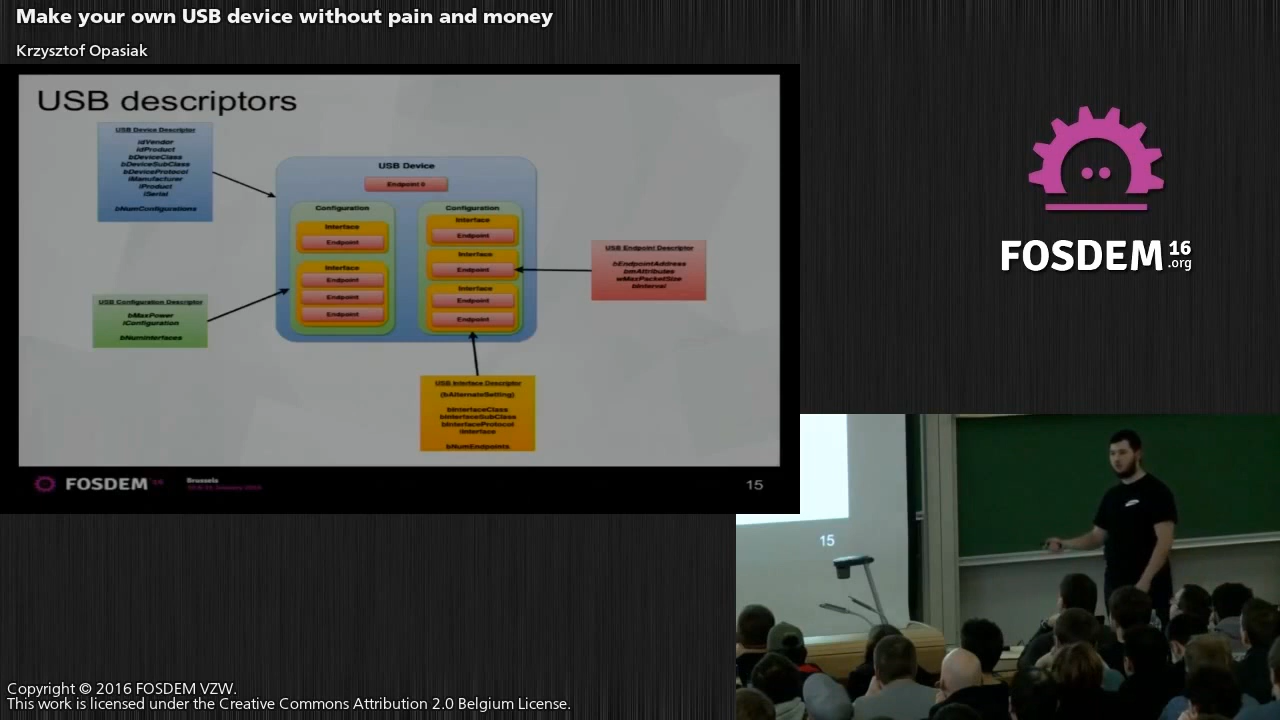 Make your own USB device without pain and money
Krzysztof Opasiak
USB descriptors
USB Device Descriptor
idVendor
idProduct
bDeviceClass
bDeviceSubClass
bDeviceProtocol
iManufacturer
iProduct
iSerial
bNumConfigurations
USB Device
Endpoint 0
Configuration
Interface
Endpoint
Interface
Endpoint
Endpoint
Endpoint
Configuration
Interface
Endpoint
Interface
Endpoint
Interface
Endpoint
Endpoint
USB Endpoint Descriptor
bEndpointAddress
bmAttributes
wMaxPacketSize
bInterval
USB Configuration Descriptor
bMaxPower
iConfiguration
bNumInterfaces
USB Interface Descriptor
(bAlternateSetting)
bInterfaceClass
bInterfaceSubClass
bInterfaceProtocol
iInterface
bNumEndpoints
FOSDEM 16
Brussels
15
FOSDEM 16
.org
15
Copyright © 2016 FOSDEM VZW.
This work is licensed under the Creative Commons Attribution 2.0 Belgium License.